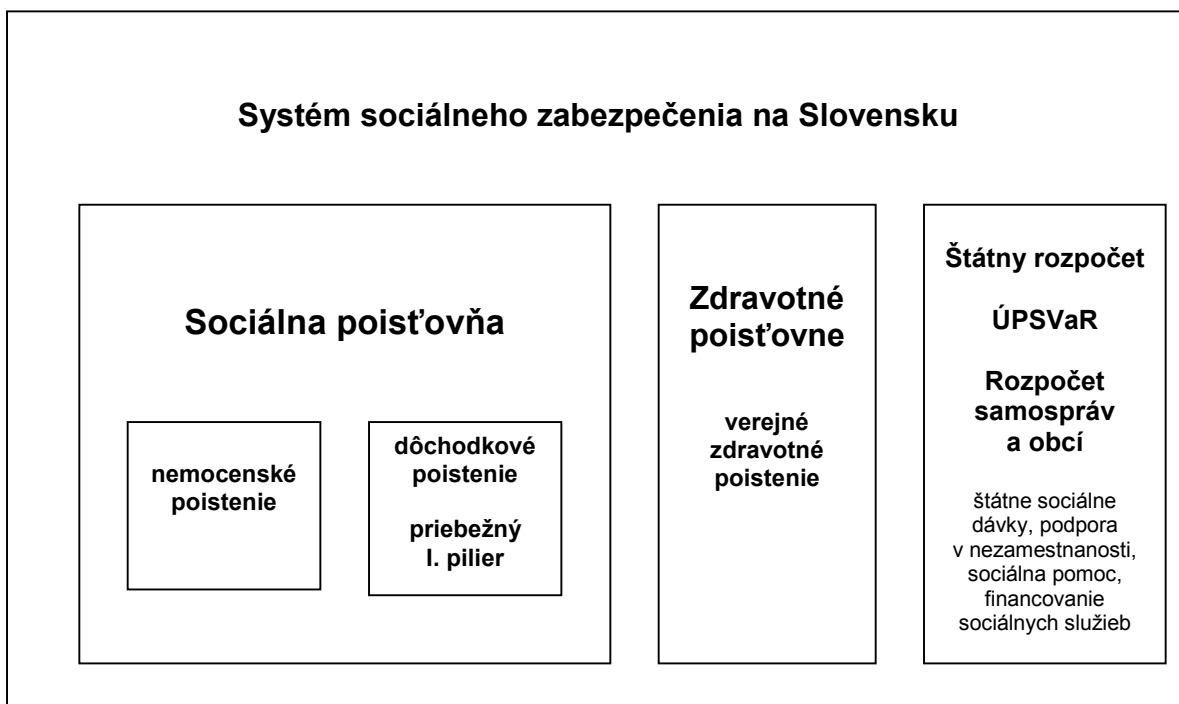 Systém sociálneho zabezpečenia na Slovensku
Sociálna poisťovňa
nemocenské
poistenie
dôchodkové
poistenie
priebežný
I. pilier
Zdravotné
poisťovne
verejné
zdravotné
poistenie
Štátny rozpočet
ÚPSVaR
Rozpočet
samospráv
a obcí
štátne sociálne
dávky, podpora
v nezamestnanosti,
sociálna pomoc,
financovanie
sociálnych služieb